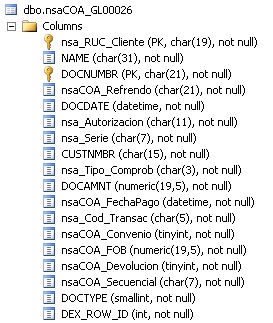 dbo.nsaCOA_GL00026
Columns
nsa_RUC_Cliente (PK, char(19), not null)
NAME (char(31), not null)
DOCNUMBR (PK, char(21), not null)
nsaCOA_Refrendo (char(21), not null)
DOCDATE (datetime, not null)
nsa_Autorizacion (char(11), not null)
nsa_Serie (char(7), not null)
CUSTNMBR (char(15), not null)
nsa_Tipo_Comprob (char(3), not null)
DOCAMNT (numeric(19,5), not null)
nsaCOA_FechaPago (datetime, not null)
nsa_Cod_Transac (char(5), not null)
nsaCOA_Convenio (tinyint, not null)
nsaCOA_FOB (numeric(19,5), not null)
nsaCOA_Devolucion (tinyint, not null)
nsaCOA_Secuencial (char(7), not null)
DOCTYPE (smallint, not null)
DEX_ROW_ID (int, not null)